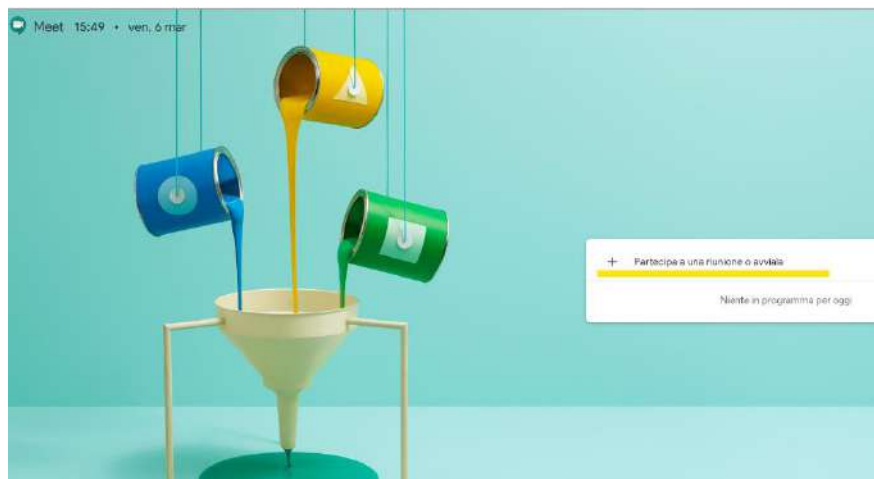 Meet 15:49 • ven, 6 mar
Partecipa a una riunione o avviala
Niente in programma per oggi